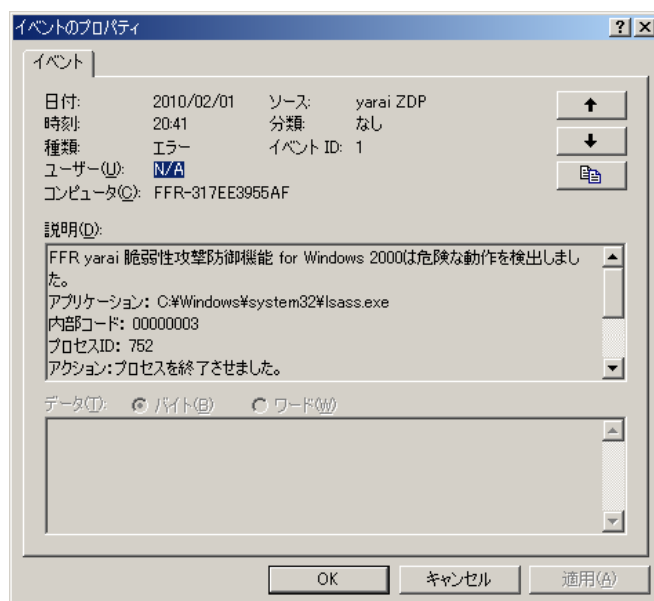 イベントのプロパティ
イベント
日付: 2010/02/01 ソース: yarai ZDP
時刻: 20:41 分類: なし
種類: エラー イベント ID: 1
ユーザー(U): N/A
コンピュータ(C): FFR-317EE3955AF
説明(D):
FFR yarai 脆弱性攻撃防御機能 for Windows 2000は危険な動作を検出しまし
た。
アプリケーション: C:¥Windows¥system32¥lsass.exe
内部コード: 00000003
プロセスID: 752
アクション:プロセスを終了させました。
データ(T): バイト(B) ワード(W)
OK キャンセル 適用(A)